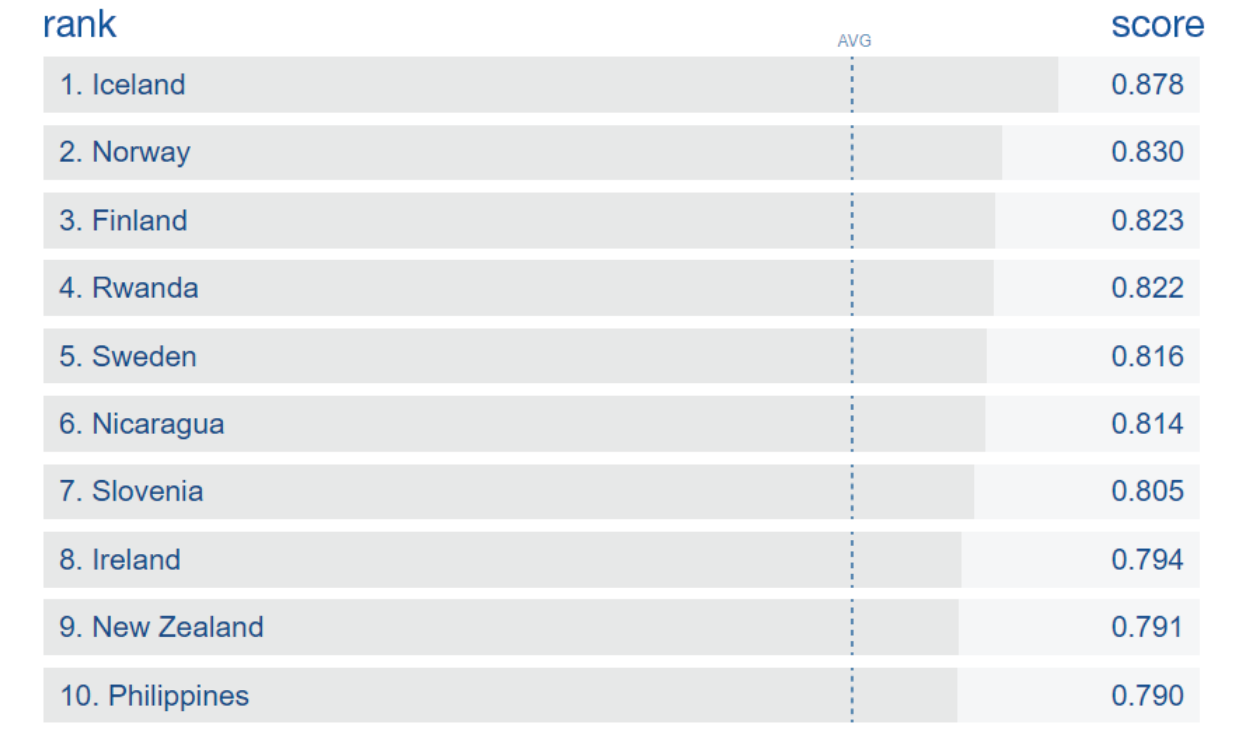 rank score
AVG
1. Iceland 0.878
2. Norway 0.830
3. Finland 0.823
4. Rwanda 0.822
5. Sweden 0.816
6. Nicaragua 0.814
7. Slovenia 0.805
8. Ireland 0.794
9. New Zealand 0.791
10. Philippines 0.790